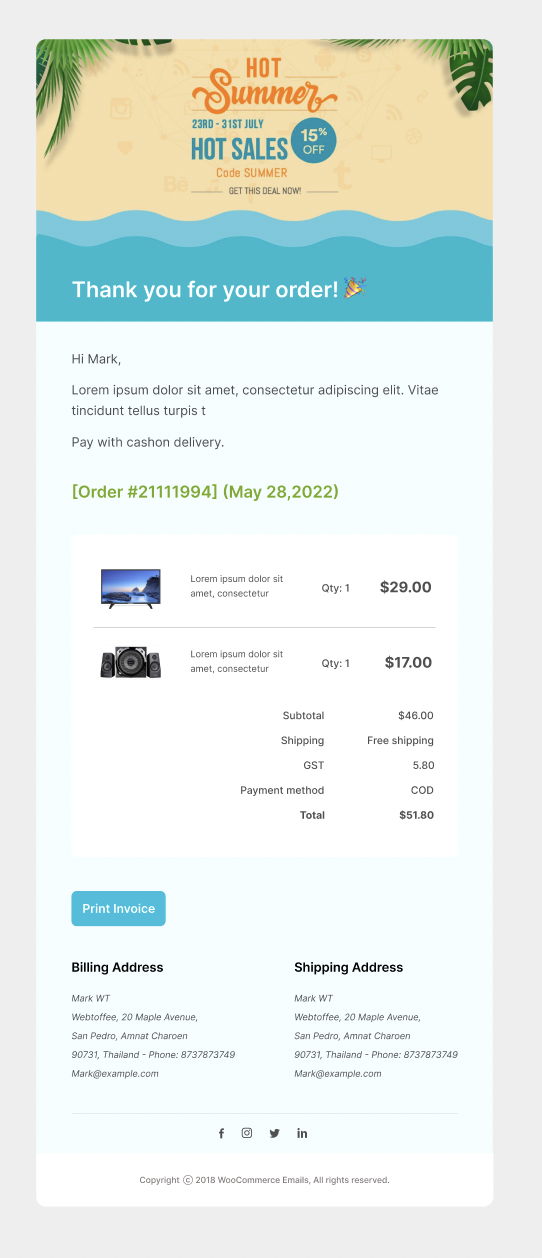 HOT
Summer
23RD - 31ST JULY
HOT SALES
15%
OFF
Code SUMMER
GET THIS DEAL NOW!
Bē
t
Thank you for your order! 🎉
Hi Mark,
Lorem ipsum dolor sit amet, consectetur adipiscing elit. Vitae
tincidunt tellus turpis t
Pay with cashon delivery.
[Order #21111994] (May 28,2022)
Lorem ipsum dolor sit
amet, consectetur
Qty: 1
$29.00
Lorem ipsum dolor sit
amet, consectetur
Qty: 1
$17.00
Subtotal $46.00
Shipping Free shipping
GST 5.80
Payment method COD
Total $51.80
Print Invoice
Billing Address
Mark WT
Webtoffee, 20 Maple Avenue,
San Pedro, Amnat Charoen
90731, Thailand - Phone: 8737873749
Mark@example.com
Shipping Address
Mark WT
Webtoffee, 20 Maple Avenue,
San Pedro, Amnat Charoen
90731, Thailand - Phone: 8737873749
Mark@example.com
f in
Copyright ⓒ 2018 WooCommerce Emails, All rights reserved.